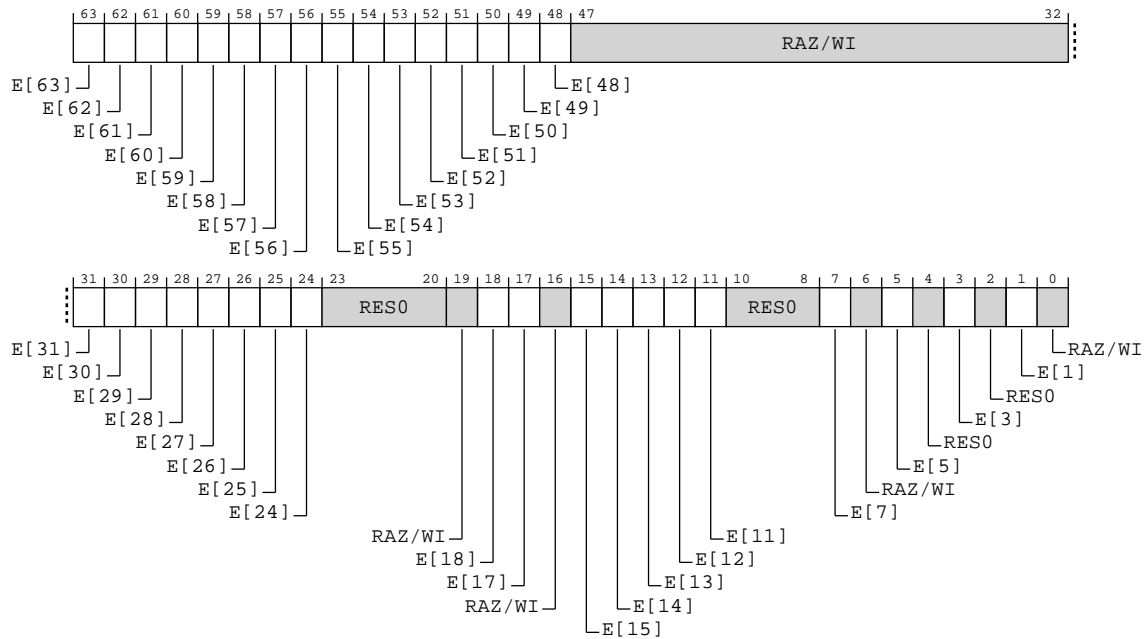 63 62 61 60 59 58 57 56 55 54 53 52 51 50 49 48 47 32
RAZ/WI
E[63] E[48]
E[62] E[49]
E[61] E[50]
E[60] E[51]
E[59] E[52]
E[58] E[53]
E[57] E[54]
E[56] E[55]
31 30 29 28 27 26 25 24 23 20 19 18 17 16 15 14 13 12 11 10 8 7 6 5 4 3 2 1 0
RES0 RES0
E[31] RAZ/WI
E[30] E[1]
E[29] RES0
E[28] E[3]
E[27] RES0
E[26] E[5]
E[25] RAZ/WI
E[24] E[7]
RAZ/WI E[11]
E[18] E[12]
E[17] E[13]
RAZ/WI E[14]
E[15]